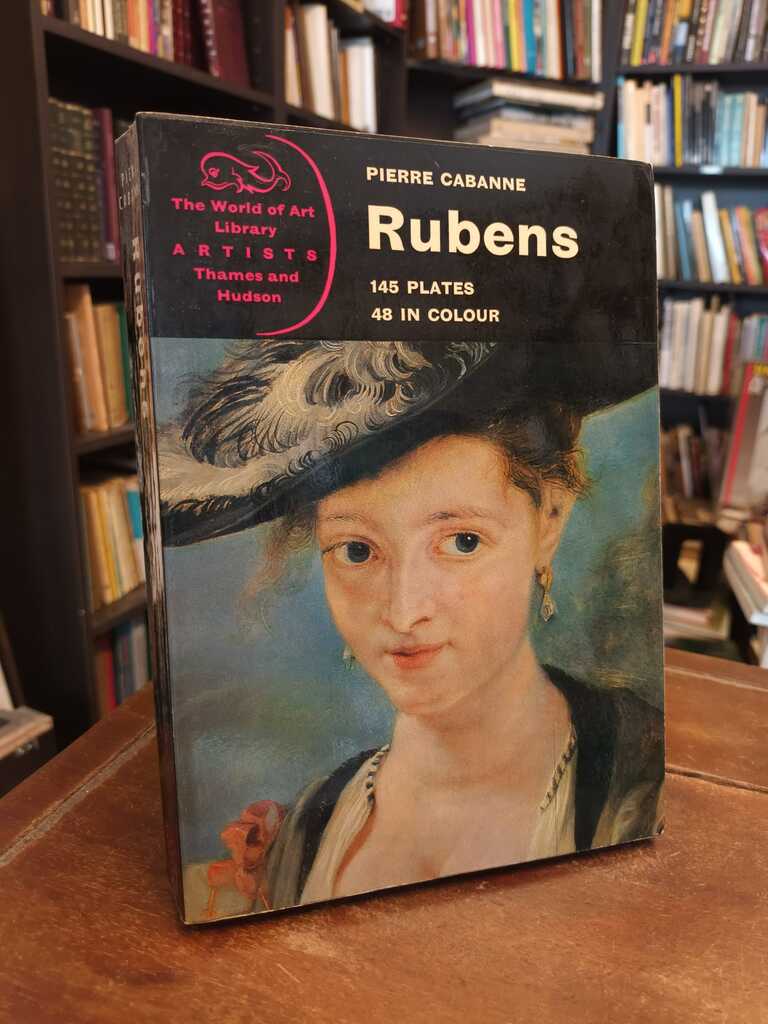 The World of Art
Library
ARTISTS
Thames and
Hudson
PIERRE CABANNE
Rubens
145 PLATES
48 IN COLOUR